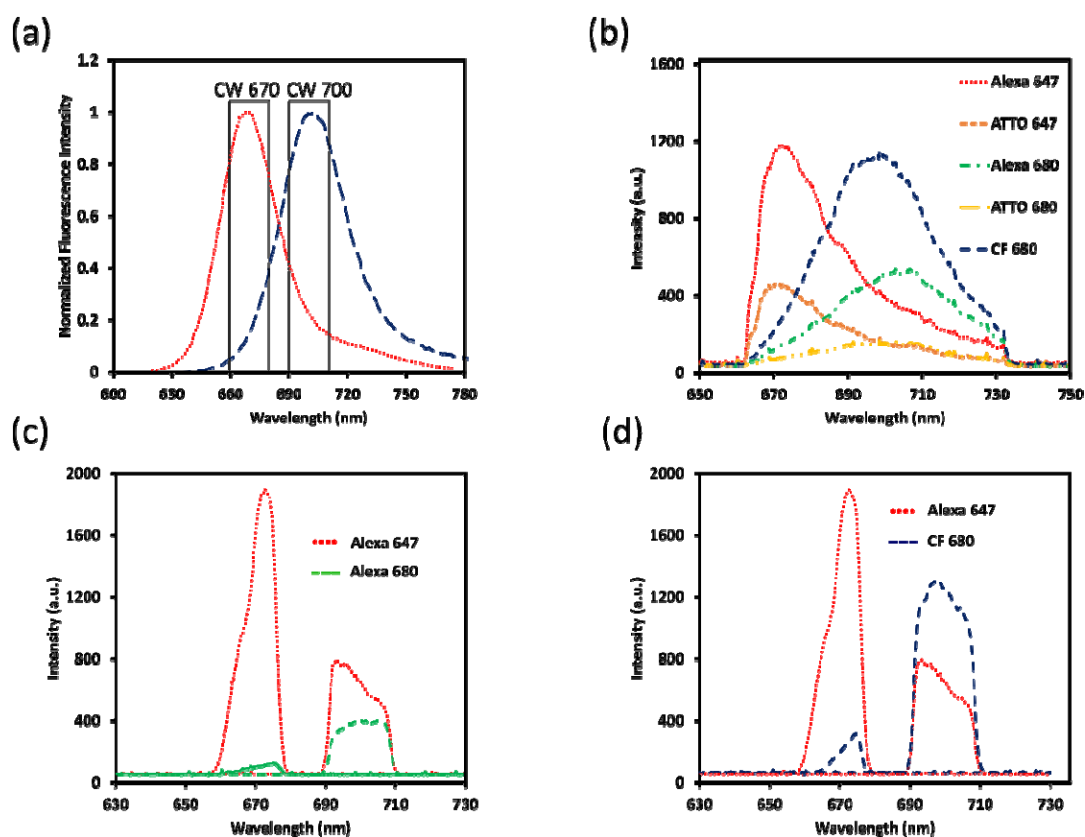 (a)
1.2
1
0.8
0.6
0.4
0.2
0
Normalized Fluorescence Intensity
CW 670 CW 700
600 630 660 690 720 750 780
Wavelength (nm)
(b)
1600
1200
800
400
0
Intensity (a.u.)
Alexa 647
ATTO 647
Alexa 680
ATTO 680
CF 680
650 670 690 710 730 750
Wavelength (nm)
(c)
2000
1600
1200
800
400
0
Intensity (a.u.)
Alexa 647
Alexa 680
630 650 670 690 710 730
Wavelength (nm)
(d)
2000
1600
1200
800
400
0
Intensity (a.u.)
Alexa 647
CF 680
630 650 670 690 710 730
Wavelength (nm)